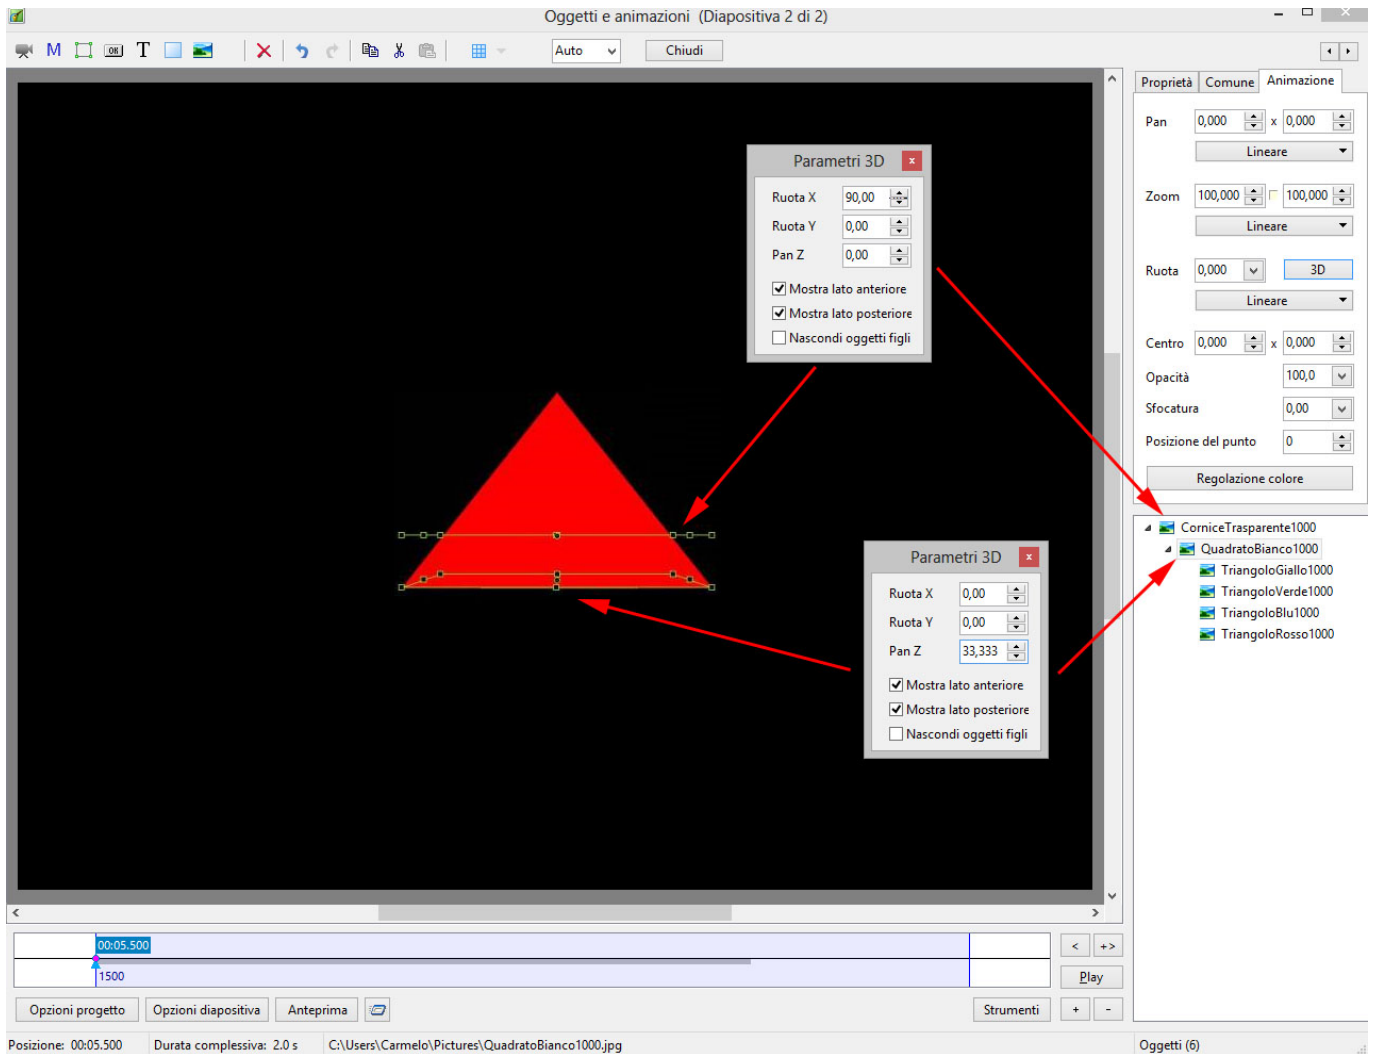 Oggetti e animazioni (Diapositiva 2 di 2)
M OK T Auto Chiudi
Proprietà Comune Animazione
Pan 0,000 x 0,000
Lineare
Zoom 100,000 100,000
Lineare
Ruota 0,000 3D
Lineare
Centro 0,000 x 0,000
Opacità 100,0
Sfocatura 0,00
Posizione del punto 0
Regolazione colore
Parametri 3D x
Ruota X 90,00
Ruota Y 0,00
Pan Z 0,00
Mostra lato anteriore
Mostra lato posteriore
Nascondi oggetti figli
Parametri 3D x
Ruota X 0,00
Ruota Y 0,00
Pan Z 33,333
Mostra lato anteriore
Mostra lato posteriore
Nascondi oggetti figli
CorniceTrasparente1000
QuadratoBianco1000
TriangoloGiallo1000
TriangoloVerde1000
TriangoloBlu1000
TriangoloRosso1000
00:05.500
1500
< +>
Play
Opzioni progetto Opzioni diapositiva Anteprima Strumenti + -
Posizione: 00:05.500 Durata complessiva: 2.0 s C:\Users\Carmelo\Pictures\QuadratoBianco1000.jpg Oggetti (6)